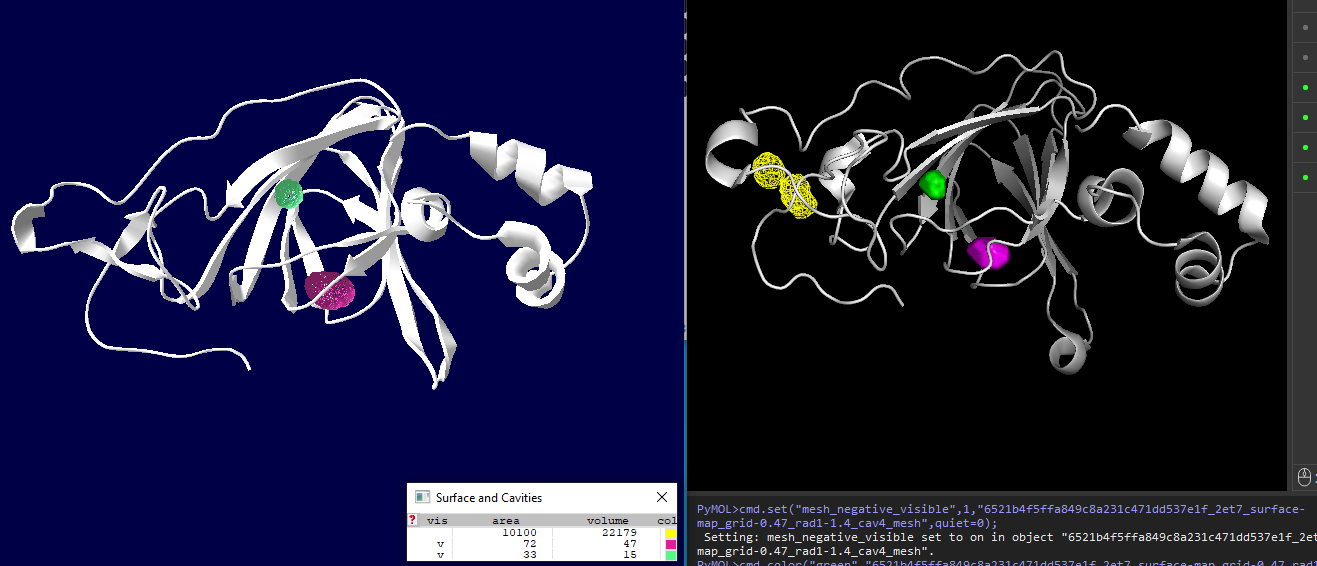 Surface and Cavities
? vis area volume col
10100 22179
v 72 47
v 33 15
PyMOL>cmd.set("mesh_negative_visible",1,"6521b4f5ffa849c8a231c471dd537e1f_2et7_surface-
map_grid-0.47_rad1-1.4_cav4_mesh",quiet=0);
Setting: mesh_negative_visible set to on in object "6521b4f5ffa849c8a231c471dd537e1f_2et
map_grid-0.47_rad1-1.4_cav4_mesh".
PyMOL>cmd.color("green","6521b4f5ffa849c8a231c471dd537e1f_2et7_surface-map_grid-0.47_rad1